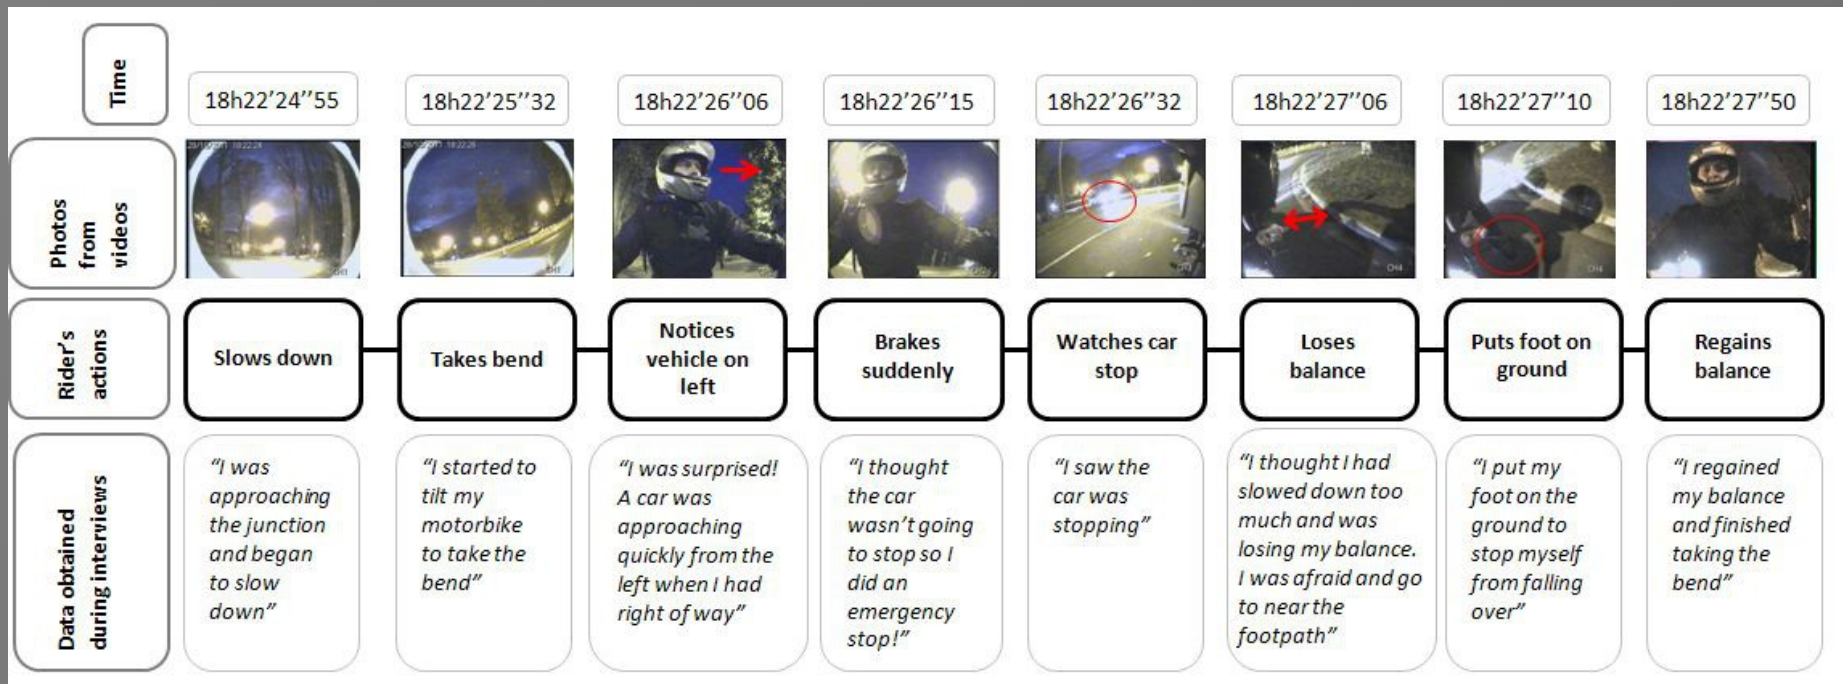 Time
18h22’24’’55
18h22’25’’32
18h22’26’’06
18h22’26’’15
18h22’26’’32
18h22’27’’06
18h22’27’’10
18h22’27’’50
Photos
from
videos
Rider’s
actions
Slows down
Takes bend
Notices
vehicle on
left
Brakes
suddenly
Watches car
stop
Loses
balance
Puts foot on
ground
Regains
balance
Data obtained
during interviews
“I was
approaching
the junction
and began
to slow
down”
“I started to
tilt my
motorbike
to take the
bend”
“I was surprised!
A car was
approaching
quickly from the
left when I had
right of way”
“I thought
the car
wasn’t going
to stop so I
did an
emergency
stop!”
“I saw the
car was
stopping”
“I thought I had
slowed down too
much and was
losing my balance.
I was afraid and go
to near the
footpath”
“I put my
foot on the
ground to
stop myself
from falling
over”
“I regained
my balance
and finished
taking the
bend”